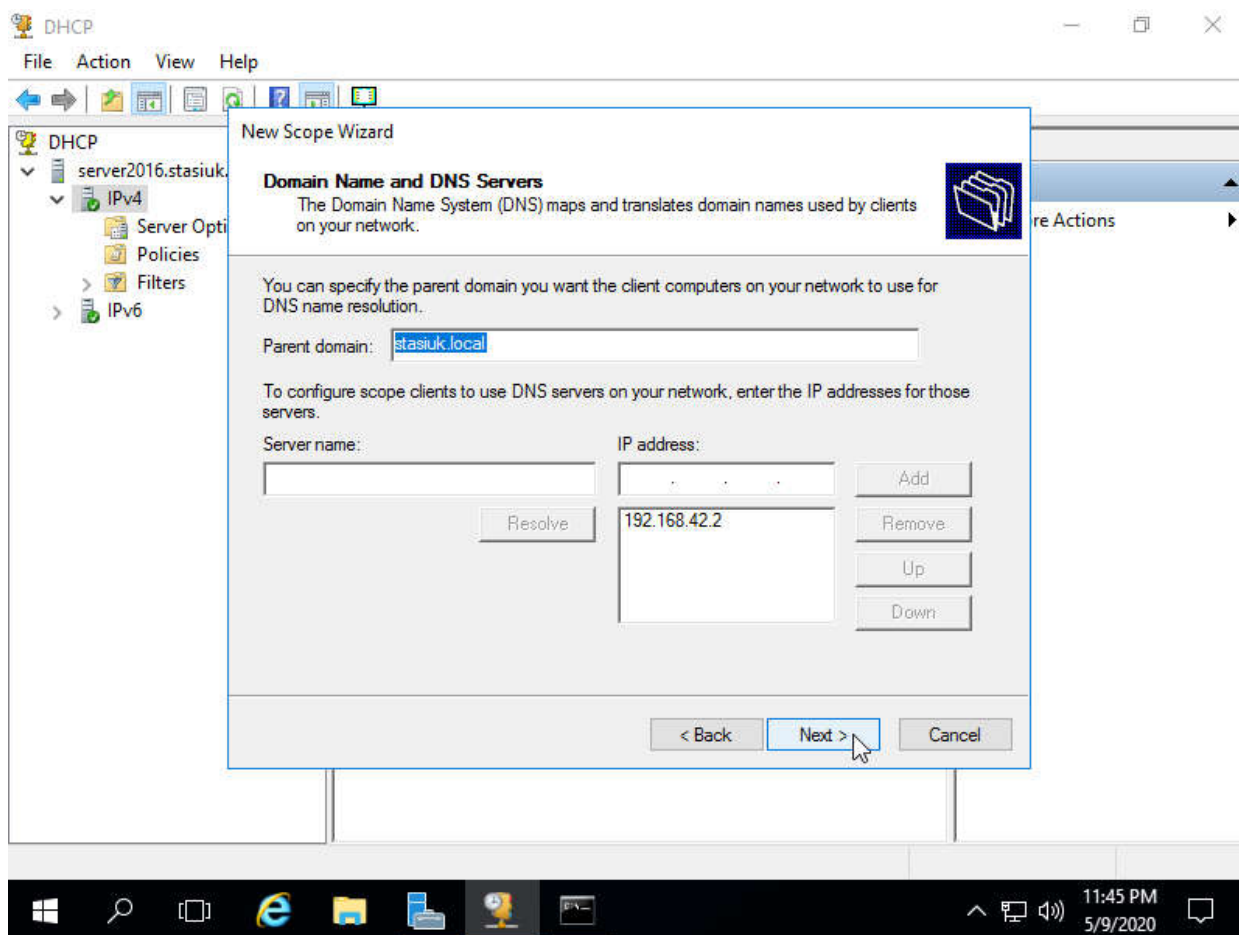 DHCP
File Action View Help
DHCP
server2016.stasiuk.
IPv4
Server Opti
Policies
Filters
IPv6
New Scope Wizard
Domain Name and DNS Servers
The Domain Name System (DNS) maps and translates domain names used by clients
on your network.
You can specify the parent domain you want the client computers on your network to use for
DNS name resolution.
Parent domain: stasiuk.local
To configure scope clients to use DNS servers on your network, enter the IP addresses for those
servers.
Server name: IP address:
. . . Add
Resolve 192.168.42.2 Remove
Up
Down
< Back Next > Cancel
re Actions
11:45 PM
5/9/2020